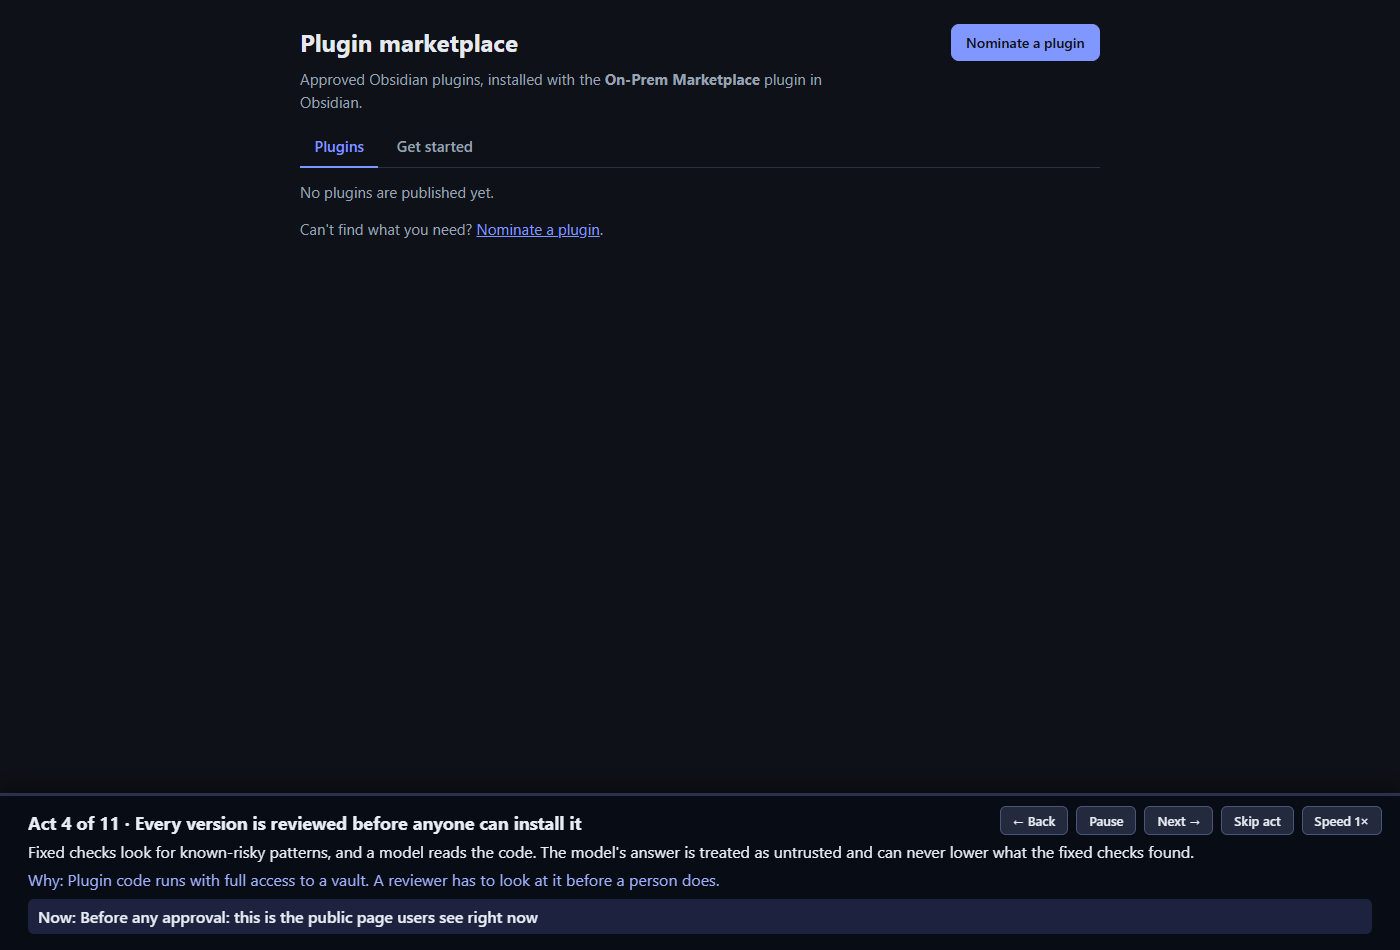 Plugin marketplace
Nominate a plugin
Approved Obsidian plugins, installed with the On-Prem Marketplace plugin in
Obsidian.
Plugins
Get started
No plugins are published yet.
Can't find what you need? Nominate a plugin.
Act 4 of 11 · Every version is reviewed before anyone can install it
← Back
Pause
Next →
Skip act
Speed 1×
Fixed checks look for known-risky patterns, and a model reads the code. The model's answer is treated as untrusted and can never lower what the fixed checks found.
Why: Plugin code runs with full access to a vault. A reviewer has to look at it before a person does.
Now: Before any approval: this is the public page users see right now